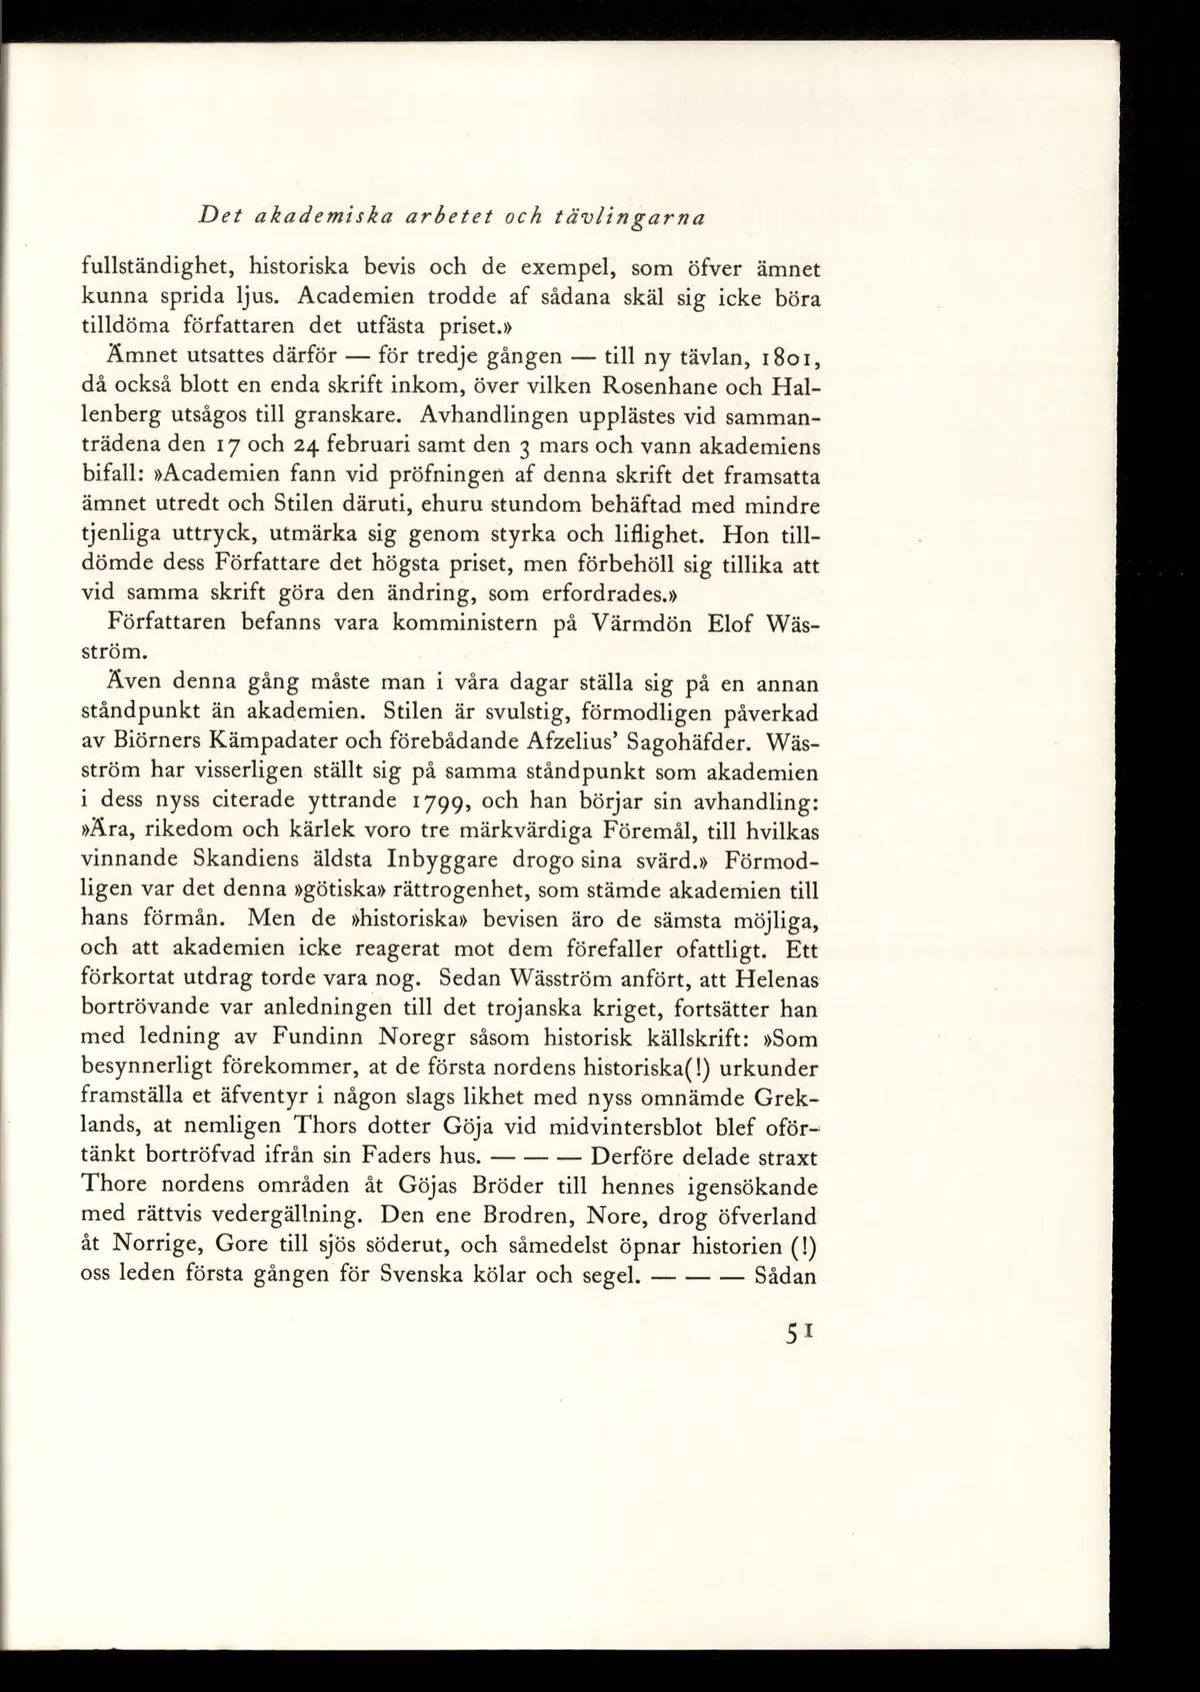 Det akademiska arbetet och tävlingarna
fullständighet, historiska bevis och de exempel, som öfver ämnet
kunna sprida ljus. Academien trodde af sådana skäl sig icke böra
tilldöma författaren det utfästa priset.»
Ämnet utsattes därför — för tredje gången — till ny tävlan, 1801,
då också blott en enda skrift inkom, över vilken Rosenhane och Hal-
lenberg utsågos till granskare. Avhandlingen upplästes vid samman-
trädena den 17 och 24 februari samt den 3 mars och vann akademiens
bifall: »Academien fann vid pröfningen af denna skrift det framsatta
ämnet utredt och Stilen däruti, ehuru stundom behäftad med mindre
tjenliga uttryck, utmärka sig genom styrka och liflighet. Hon till-
dömde dess Författare det högsta priset, men förbehöll sig tillika att
vid samma skrift göra den ändring, som erfordrades.»
Författaren befanns vara komministern på Värmdön Elof Wäs-
ström.
Även denna gång måste man i våra dagar ställa sig på en annan
ståndpunkt än akademien. Stilen är svulstig, förmodligen påverkad
av Biörners Kämpadater och förebådande Afzelius’ Sagohäfder. Wäs-
ström har visserligen ställt sig på samma ståndpunkt som akademien
i dess nyss citerade yttrande 1799, och han börjar sin avhandling:
»Ära, rikedom och kärlek voro tre märkvärdiga Föremål, till hvilkas
vinnande Skandiens äldsta Inbyggare drogo sina svärd.» Förmod-
ligen var det denna »götiska» rättrogenhet, som stämde akademien till
hans förmån. Men de »historiska» bevisen äro de sämsta möjliga,
och att akademien icke reagerat mot dem förefaller ofattligt. Ett
förkortat utdrag torde vara nog. Sedan Wäsström anfört, att Helenas
bortrövande var anledningen till det trojanska kriget, fortsätter han
med ledning av Fundinn Noregr såsom historisk källskrift: »Som
besynnerligt förekommer, at de första nordens historiska(!) urkunder
framställa et äfventyr i någon slags likhet med nyss omnämde Grek-
lands, at nemligen Thors dotter Göja vid midvintersblot blef oför-
tänkt bortröfvad ifrån sin Faders hus. — — — Derföre delade straxt
Thore nordens områden åt Göjas Bröder till hennes igensökande
med rättvis vedergällning. Den ene Brodren, Nore, drog öfverland
åt Norrige, Gore till sjös söderut, och såmedelst öpnar historien (!)
oss leden första gången för Svenska kölar och segel. — — — Sådan
51